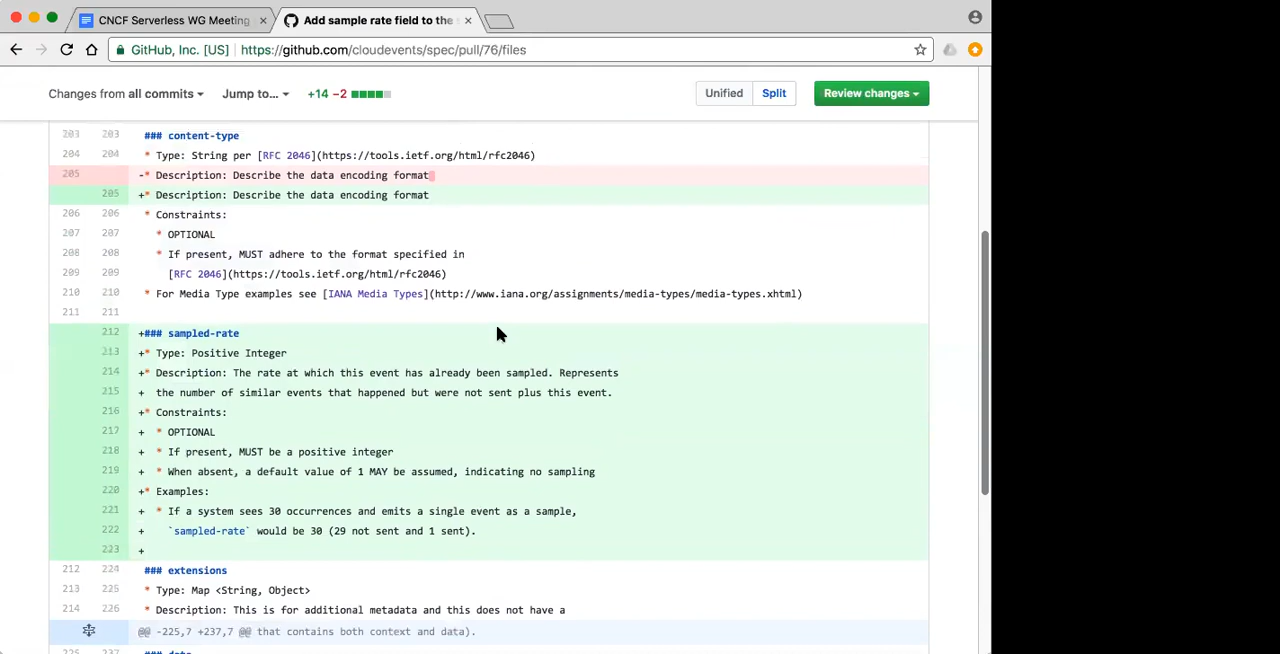 CNCF Serverless WG Meeting
Add sample rate field to the
GitHub, Inc. [US] https://github.com/cloudevents/spec/pull/76/files
Changes from all commits Jump to... +14 −2 Unified Split Review changes
203 203 ### content-type
204 204 * Type: String per [RFC 2046](https://tools.ietf.org/html/rfc2046)
205 -* Description: Describe the data encoding format
205 +* Description: Describe the data encoding format
206 206 * Constraints:
207 207 * OPTIONAL
208 208 * If present, MUST adhere to the format specified in
209 209 [RFC 2046](https://tools.ietf.org/html/rfc2046)
210 210 * For Media Type examples see [IANA Media Types](http://www.iana.org/assignments/media-types/media-types.xhtml)
211 211
212 +### sampled-rate
213 +* Type: Positive Integer
214 +* Description: The rate at which this event has already been sampled. Represents
215 + the number of similar events that happened but were not sent plus this event.
216 +* Constraints:
217 + * OPTIONAL
218 + * If present, MUST be a positive integer
219 + * When absent, a default value of 1 MAY be assumed, indicating no sampling
220 +* Examples:
221 + * If a system sees 30 occurrences and emits a single event as a sample,
222 + `sampled-rate` would be 30 (29 not sent and 1 sent).
223 +
212 224 ### extensions
213 225 * Type: Map <String, Object>
214 226 * Description: This is for additional metadata and this does not have a
@@ -225,7 +237,7 @@ that contains both context and data).
225 237 ### data